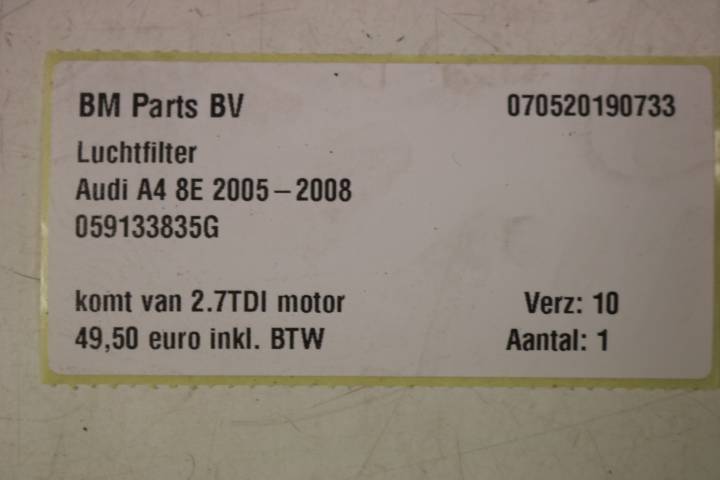 BM Parts BV 070520190733
Luchtfilter
Audi A4 8E 2005-2008
059133835G
komt van 2.7TDI motor Verz: 10
49,50 euro inkl. BTW Aantal: 1